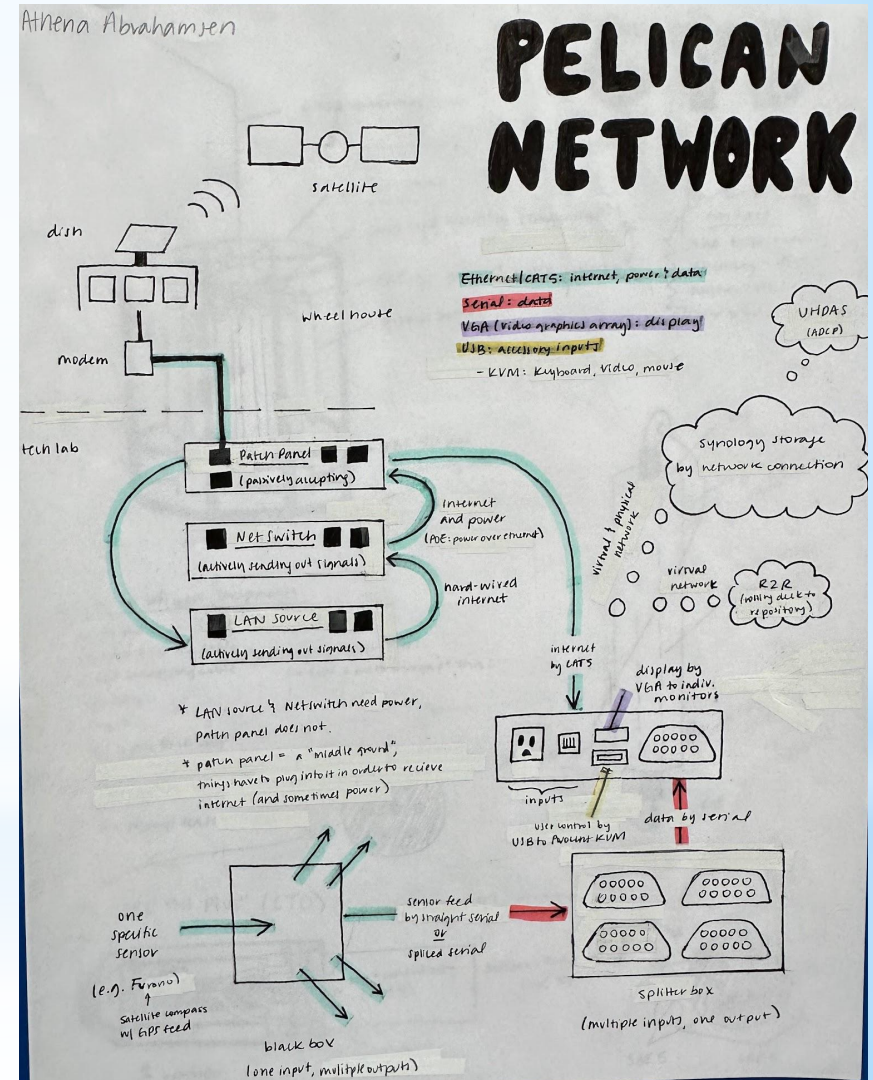 Athena Abrahamsen
PELICAN
NETWORK
satellite
dish
wheelhouse
modem
Ethernet/CAT5: internet, power & data
Serial: data
VGA (video graphics array): display
USB: accessory inputs
- KVM: Keyboard, video, mouse
UHDAS
(ADCP)
tech lab
Patch Panel
(passively accepting)
Net Switch
(actively sending out signals)
LAN source
(actively sending out signals)
internet
and power
(POE: power over ethernet)
hard-wired
internet
synology storage
by network connection
virtual & physical
network
virtual
network
R2R
(rolling deck to
repository)
internet
by CAT5
display by
VGA to indiv.
monitors
* LAN source & Netswitch need power,
patch panel does not.
* patch panel = a "middle ground",
things have to plug into it in order to recieve
internet (and sometimes power)
inputs
user control by
USB to
KVM
data by serial
one
specific
sensor
(e.g. Furuno)
satellite compass
w/ GPS feed
sensor feed
by straight serial
or
spliced serial
black box
(one input, mulitple outputs)
splitter box
(multiple inputs, one output)